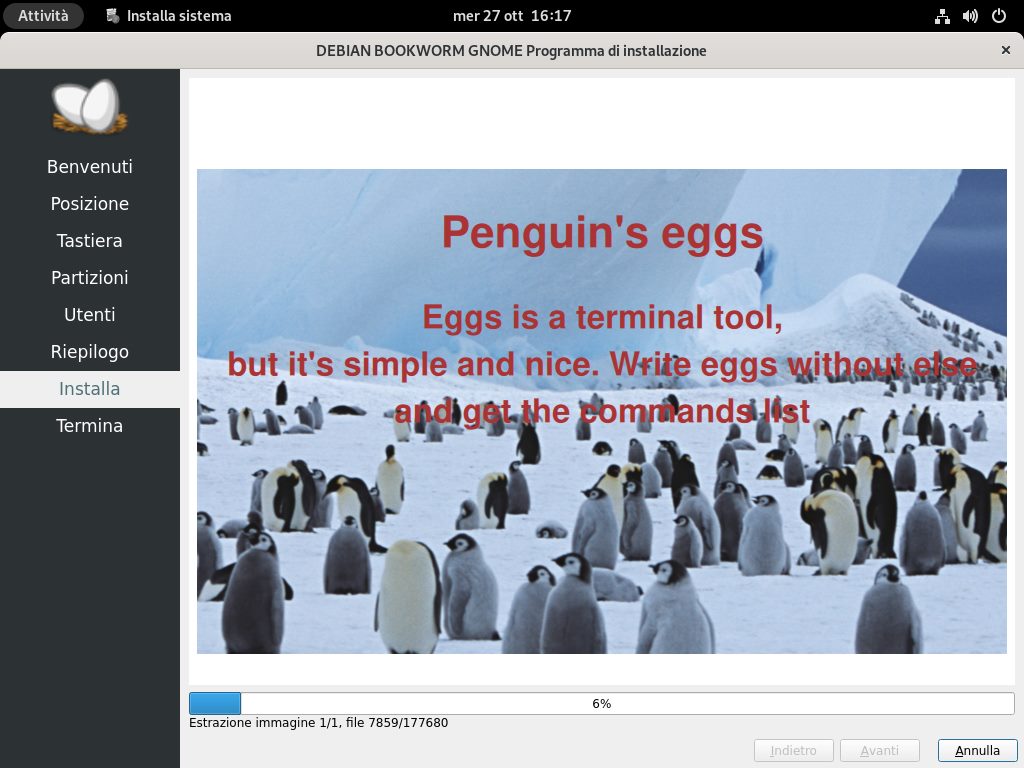 Attività
Installa sistema
mer 27 ott 16:17
DEBIAN BOOKWORM GNOME Programma di installazione
Benvenuti
Posizione
Tastiera
Partizioni
Utenti
Riepilogo
Installa
Termina
Penguin's eggs
Eggs is a terminal tool,
but it's simple and nice. Write eggs without else
and get the commands list
6%
Estrazione immagine 1/1, file 7859/177680
Indietro
Avanti
Annulla